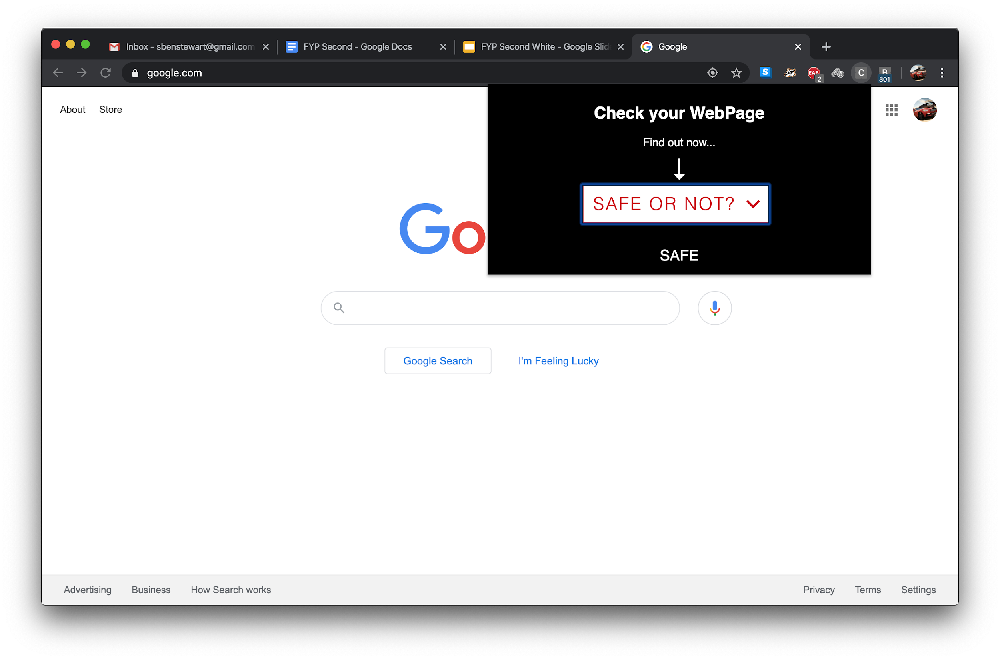 Inbox - sbenstewart@gmail.com
FYP Second - Google Docs
FYP Second White - Google Slid
Google
google.com
S
EAB
2
C
B
301
About
Store
Check your WebPage
Find out now...
SAFE OR NOT?
Go
SAFE
Google Search
I'm Feeling Lucky
Advertising
Business
How Search works
Privacy
Terms
Settings